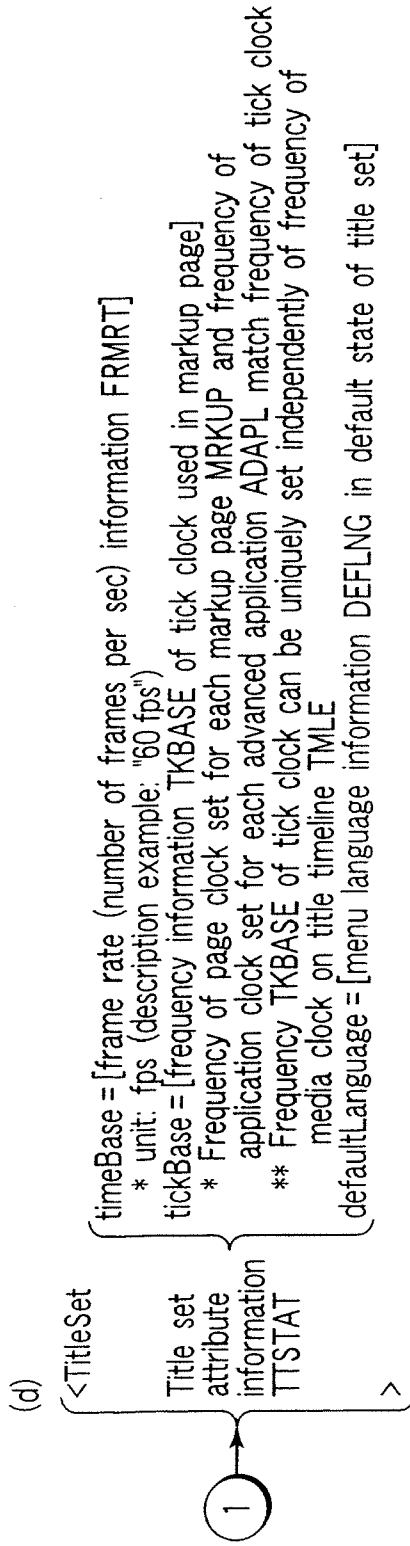 (d)
1
<TitleSet
Title set
attribute
information
TTSTAT
>
timeBase = [frame rate (number of frames per sec) information FRMRT]
* unit: fps (description example: "60 fps")
tickBase = [frequency information TKBASE of tick clock used in markup page]
* Frequency of page clock set for each markup page MRKUP and frequency of
application clock set for each advanced application ADAPL match frequency of tick clock
** Frequency TKBASE of tick clock can be uniquely set independently of frequency of
media clock on title timeline TMLE
defaultLanguage = [menu language information DEFLNG in default state of title set]